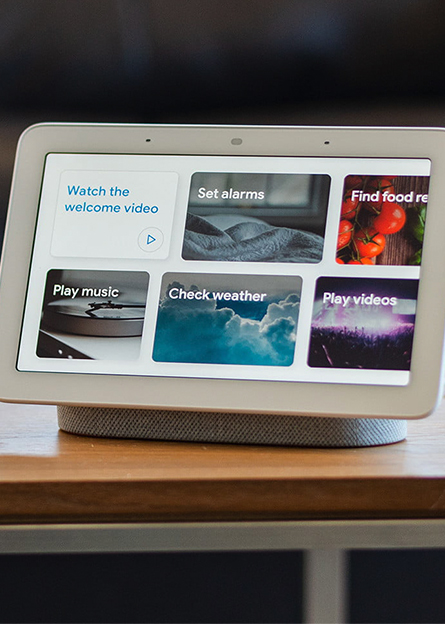 Watch the
welcome video
Set alarms
Find food re
Play music
Check weather
Play videos